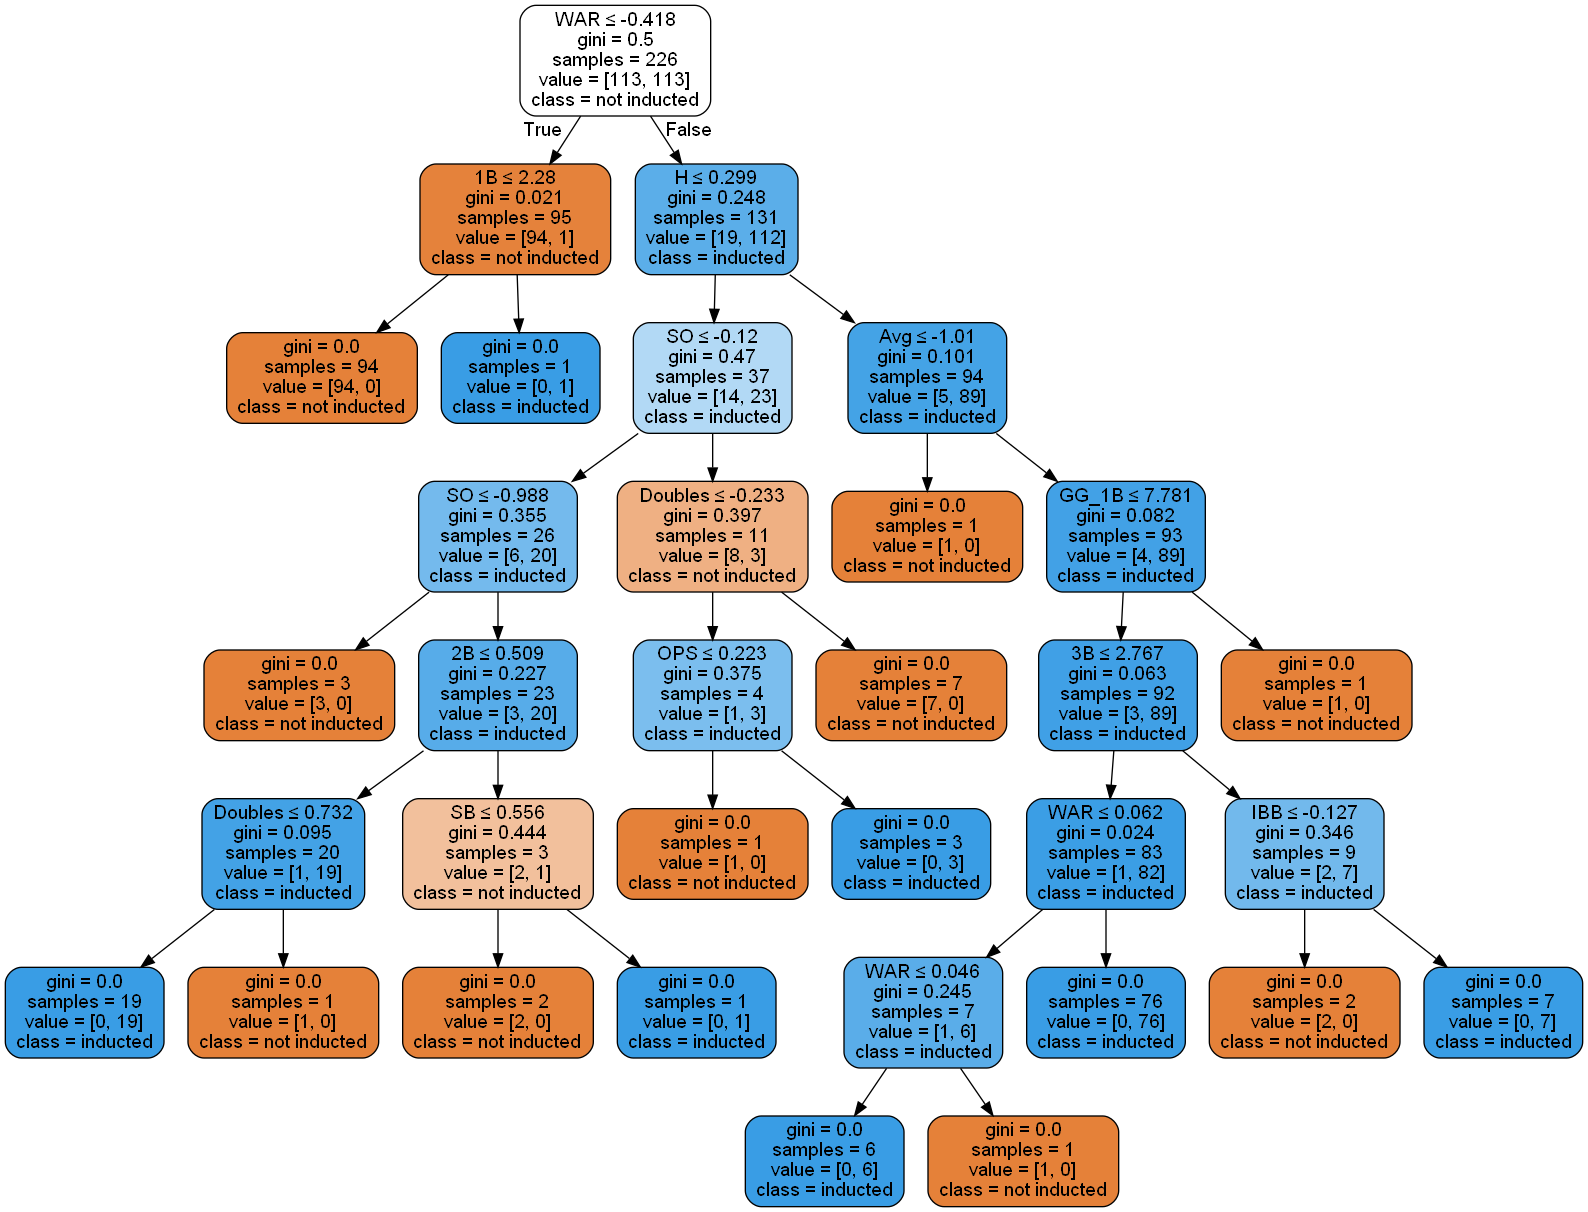 WAR ≤ -0.418
gini = 0.5
samples = 226
value = [113, 113]
class = not inducted
True
False
1B ≤ 2.28
gini = 0.021
samples = 95
value = [94, 1]
class = not inducted
H ≤ 0.299
gini = 0.248
samples = 131
value = [19, 112]
class = inducted
gini = 0.0
samples = 94
value = [94, 0]
class = not inducted
gini = 0.0
samples = 1
value = [0, 1]
class = inducted
SO ≤ -0.12
gini = 0.47
samples = 37
value = [14, 23]
class = inducted
Avg ≤ -1.01
gini = 0.101
samples = 94
value = [5, 89]
class = inducted
SO ≤ -0.988
gini = 0.355
samples = 26
value = [6, 20]
class = inducted
Doubles ≤ -0.233
gini = 0.397
samples = 11
value = [8, 3]
class = not inducted
gini = 0.0
samples = 1
value = [1, 0]
class = not inducted
GG_1B ≤ 7.781
gini = 0.082
samples = 93
value = [4, 89]
class = inducted
gini = 0.0
samples = 3
value = [3, 0]
class = not inducted
2B ≤ 0.509
gini = 0.227
samples = 23
value = [3, 20]
class = inducted
OPS ≤ 0.223
gini = 0.375
samples = 4
value = [1, 3]
class = inducted
gini = 0.0
samples = 7
value = [7, 0]
class = not inducted
3B ≤ 2.767
gini = 0.063
samples = 92
value = [3, 89]
class = inducted
gini = 0.0
samples = 1
value = [1, 0]
class = not inducted
Doubles ≤ 0.732
gini = 0.095
samples = 20
value = [1, 19]
class = inducted
SB ≤ 0.556
gini = 0.444
samples = 3
value = [2, 1]
class = not inducted
gini = 0.0
samples = 1
value = [1, 0]
class = not inducted
gini = 0.0
samples = 3
value = [0, 3]
class = inducted
WAR ≤ 0.062
gini = 0.024
samples = 83
value = [1, 82]
class = inducted
IBB ≤ -0.127
gini = 0.346
samples = 9
value = [2, 7]
class = inducted
gini = 0.0
samples = 19
value = [0, 19]
class = inducted
gini = 0.0
samples = 1
value = [1, 0]
class = not inducted
gini = 0.0
samples = 2
value = [2, 0]
class = not inducted
gini = 0.0
samples = 1
value = [0, 1]
class = inducted
WAR ≤ 0.046
gini = 0.245
samples = 7
value = [1, 6]
class = inducted
gini = 0.0
samples = 76
value = [0, 76]
class = inducted
gini = 0.0
samples = 2
value = [2, 0]
class = not inducted
gini = 0.0
samples = 7
value = [0, 7]
class = inducted
gini = 0.0
samples = 6
value = [0, 6]
class = inducted
gini = 0.0
samples = 1
value = [1, 0]
class = not inducted